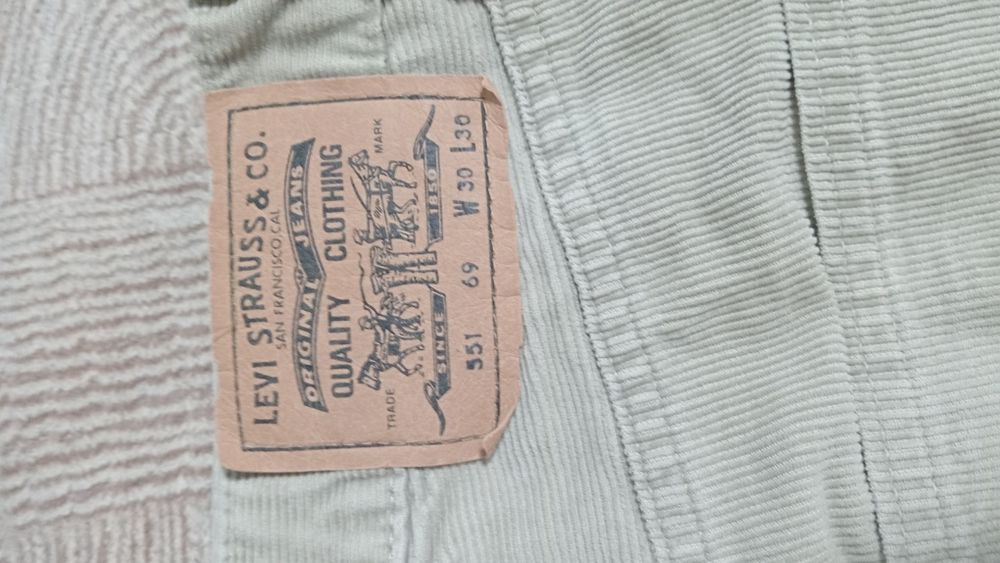 LEVI STRAUSS & CO.
SAN FRANCISCO, CAL
ORIGINAL JEANS
QUALITY CLOTHING
TRADE MARK
SINCE 1850
551 69 W 30 L 30